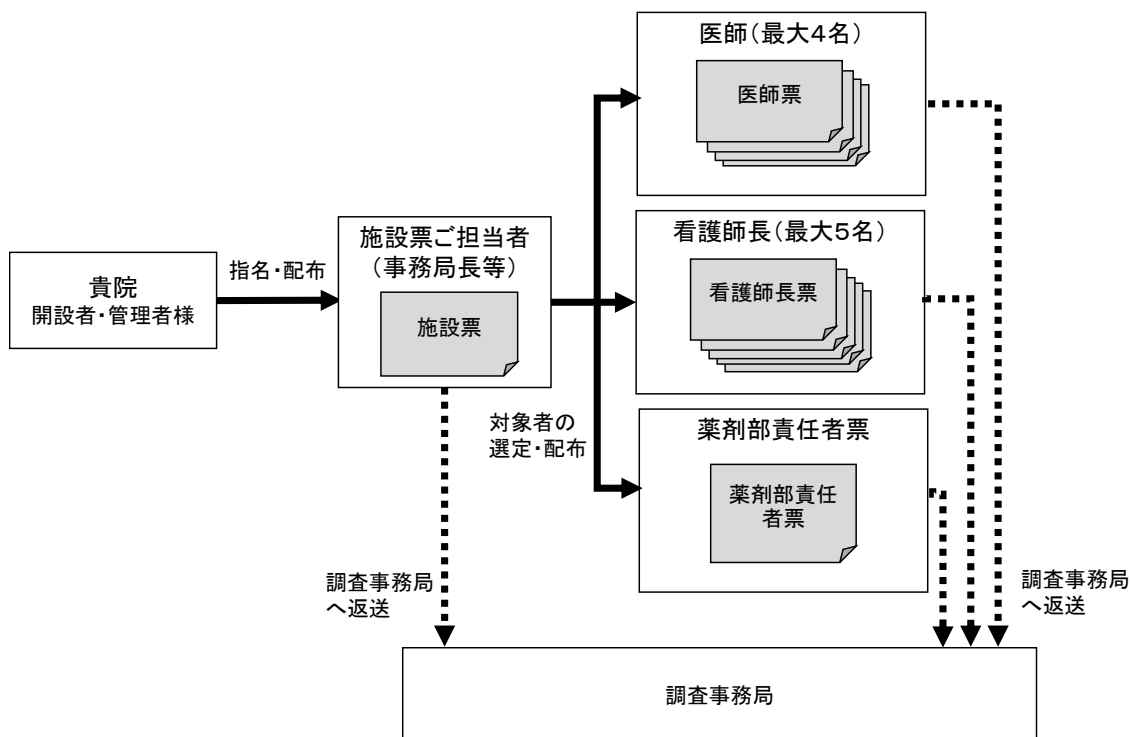 貴院
開設者・管理者様
指名・配布
施設票ご担当者
（事務局長等）
施設票
対象者の
選定・配布
医師（最大４名）
医師票
看護師長（最大５名）
看護師長票
薬剤部責任者票
薬剤部責任
者票
調査事務局
へ返送
調査事務局
へ返送
調査事務局